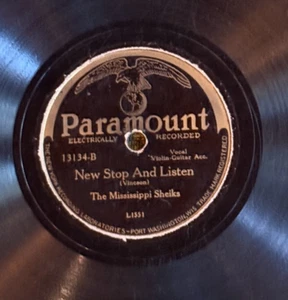 Paramount
ELECTRICALLY RECORDED
13134-B
Vocal
Violin-Guitar Acc.
New Stop And Listen
(Vincson)
The Mississippi Sheiks
L1551
THE NEW YORK RECORDING LABORATORIES-PORT WASHINGTON, WIS. TRADE MARK REGISTERED